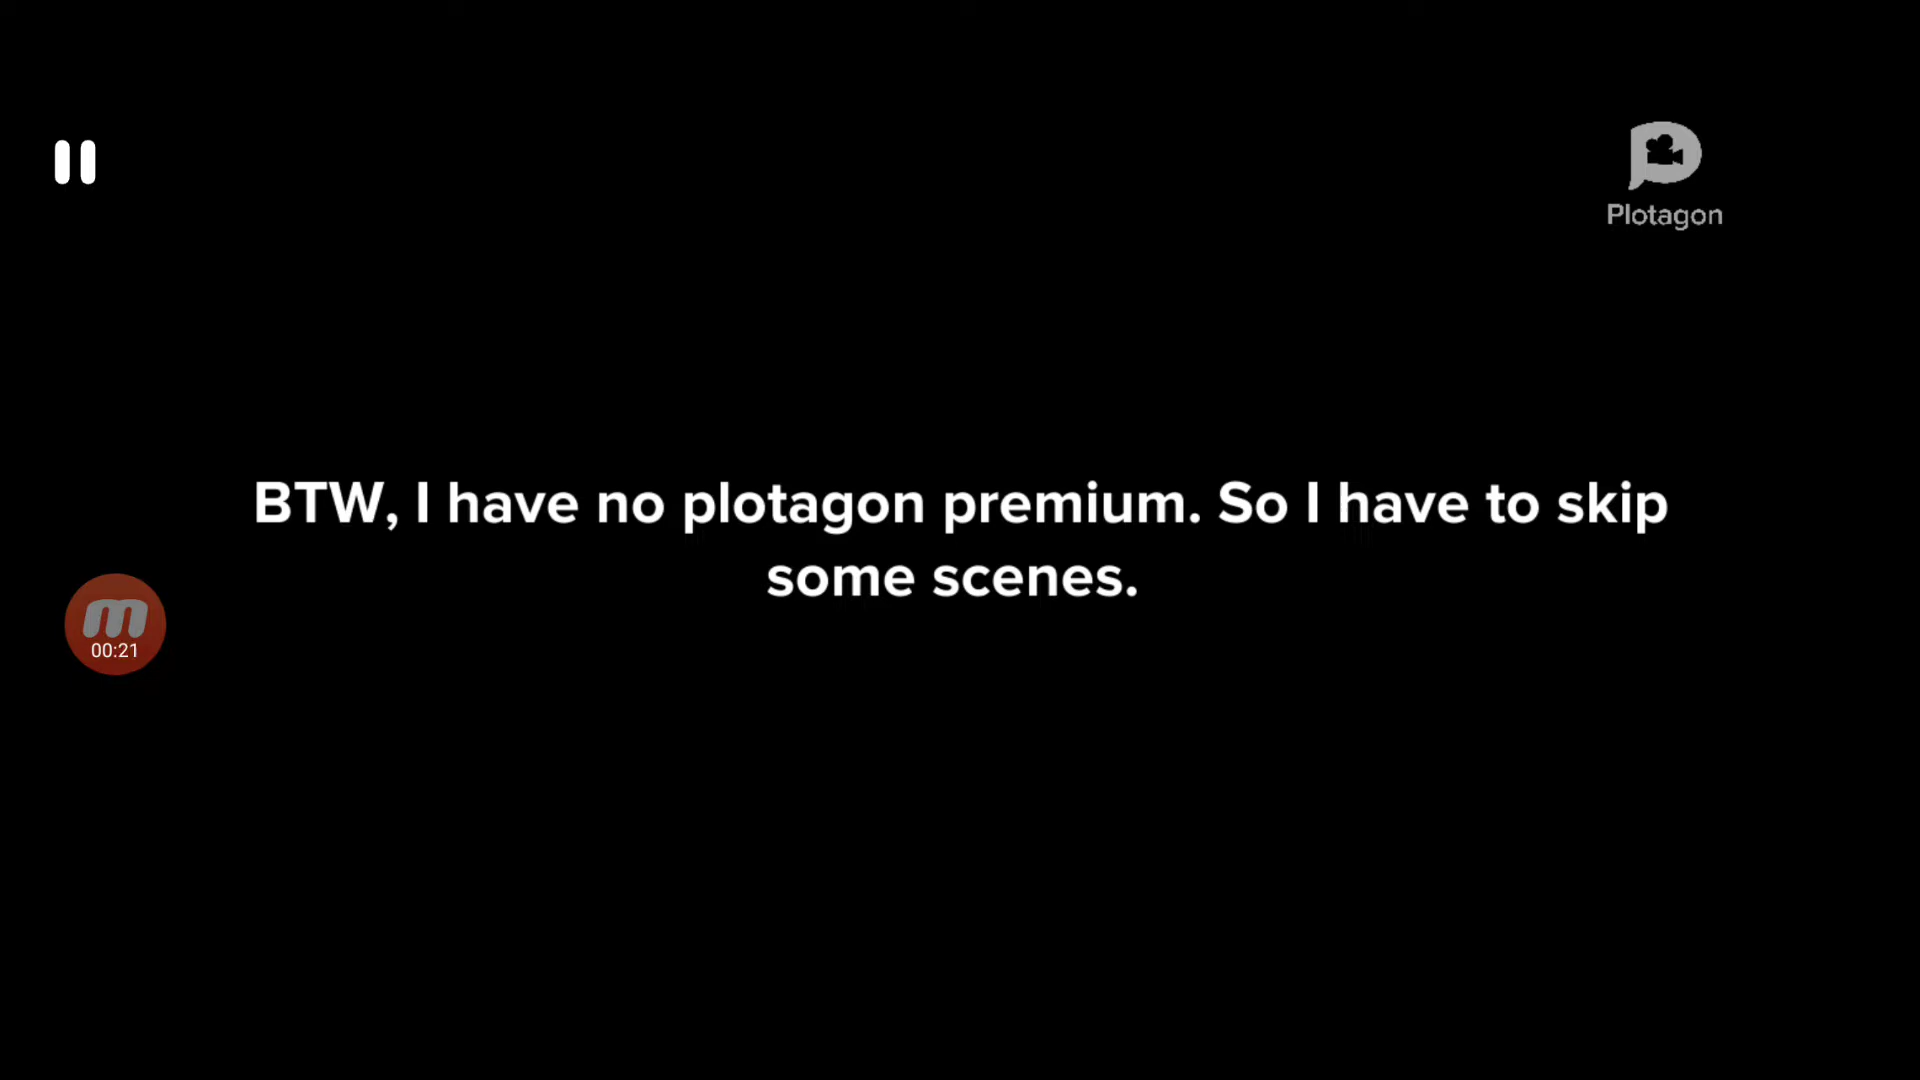 Plotagon
BTW, I have no plotagon premium. So I have to skip
some scenes.
m
00:21